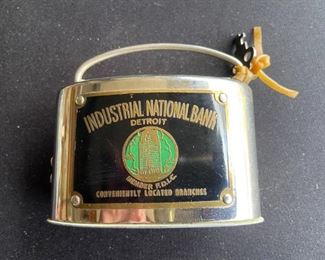 INDUSTRIAL NATIONAL BANK
DETROIT
MEMBER F.D.I.C.
CONVENIENTLY LOCATED BRANCHES